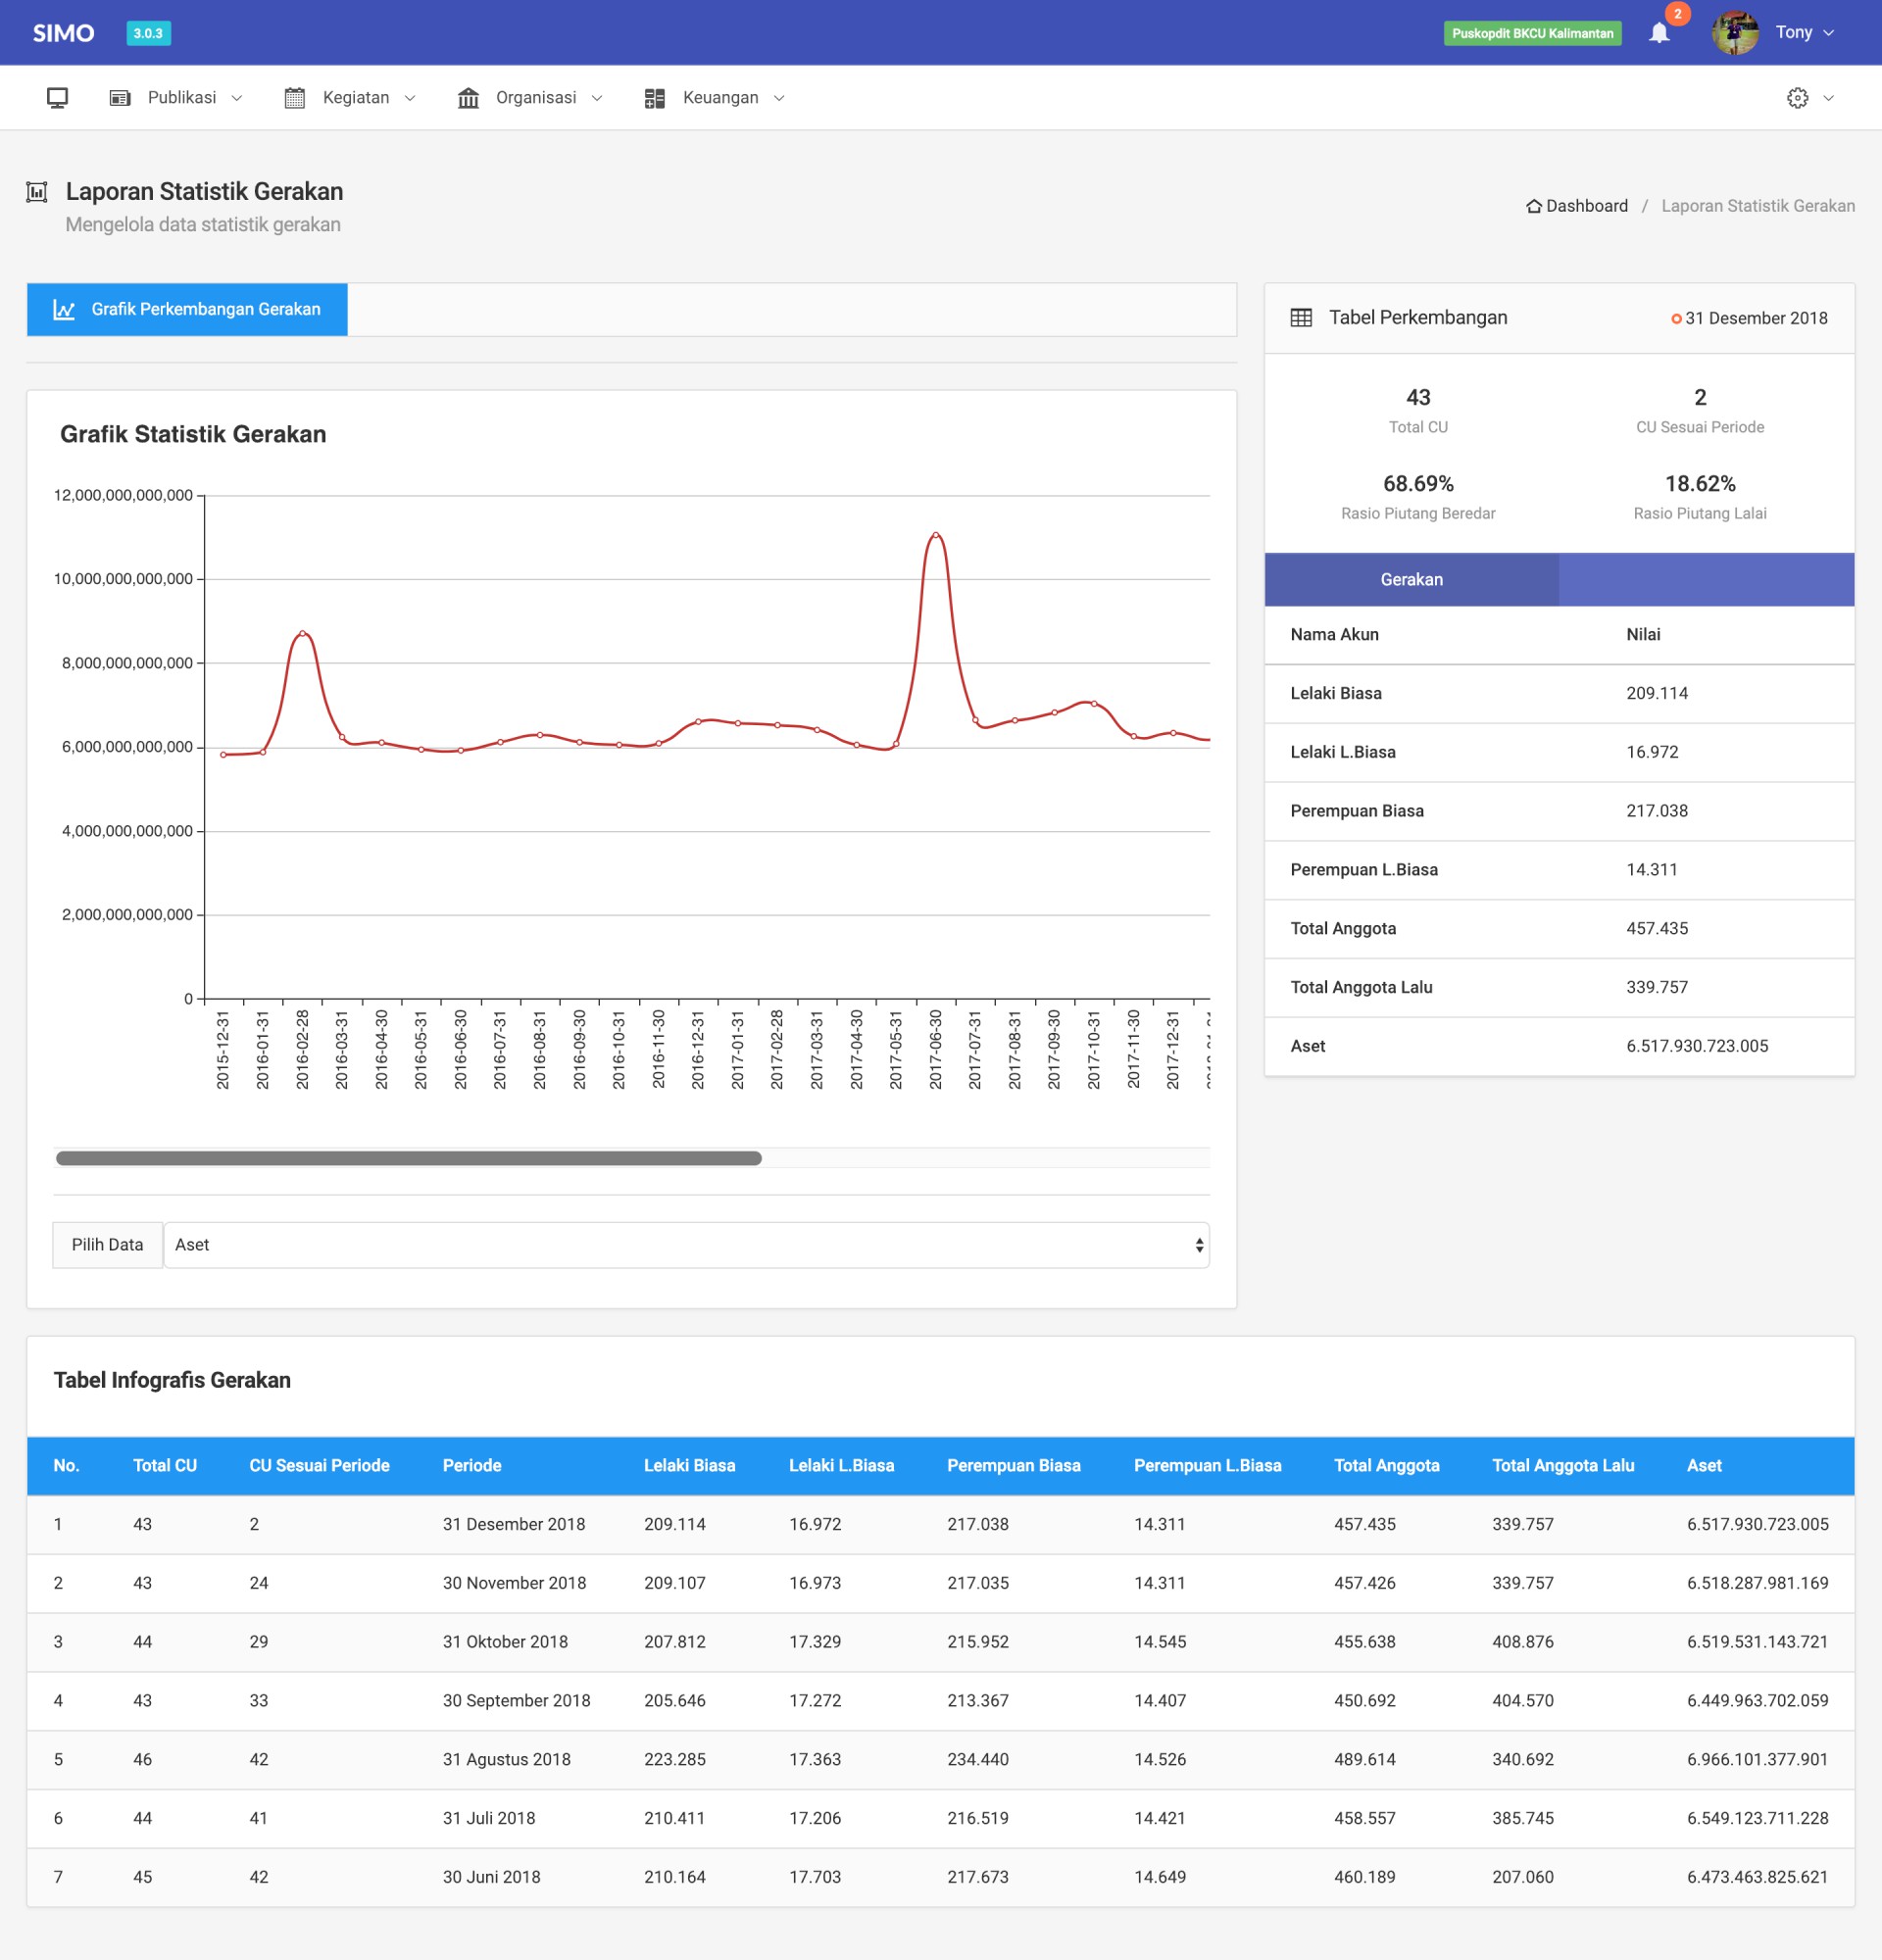 SIMO 3.0.3 Puskopdit BKCU Kalimantan 2 Tony
Publikasi Kegiatan Organisasi Keuangan
Laporan Statistik Gerakan
Mengelola data statistik gerakan
Dashboard / Laporan Statistik Gerakan
Grafik Perkembangan Gerakan
Grafik Statistik Gerakan
12,000,000,000,000
10,000,000,000,000
8,000,000,000,000
6,000,000,000,000
4,000,000,000,000
2,000,000,000,000
0
2015-12-31
2016-01-31
2016-02-28
2016-03-31
2016-04-30
2016-05-31
2016-06-30
2016-07-31
2016-08-31
2016-09-30
2016-10-31
2016-11-30
2016-12-31
2017-01-31
2017-02-28
2017-03-31
2017-04-30
2017-05-31
2017-06-30
2017-07-31
2017-08-31
2017-09-30
2017-10-31
2017-11-30
2017-12-31
Pilih Data Aset
Tabel Perkembangan 31 Desember 2018
43 2
Total CU CU Sesuai Periode
68.69% 18.62%
Rasio Piutang Beredar Rasio Piutang Lalai
Gerakan
Nama Akun Nilai
Lelaki Biasa 209.114
Lelaki L.Biasa 16.972
Perempuan Biasa 217.038
Perempuan L.Biasa 14.311
Total Anggota 457.435
Total Anggota Lalu 339.757
Aset 6.517.930.723.005
Tabel Infografis Gerakan
No. Total CU CU Sesuai Periode Periode Lelaki Biasa Lelaki L.Biasa Perempuan Biasa Perempuan L.Biasa Total Anggota Total Anggota Lalu Aset
1 43 2 31 Desember 2018 209.114 16.972 217.038 14.311 457.435 339.757 6.517.930.723.005
2 43 24 30 November 2018 209.107 16.973 217.035 14.311 457.426 339.757 6.518.287.981.169
3 44 29 31 Oktober 2018 207.812 17.329 215.952 14.545 455.638 408.876 6.519.531.143.721
4 43 33 30 September 2018 205.646 17.272 213.367 14.407 450.692 404.570 6.449.963.702.059
5 46 42 31 Agustus 2018 223.285 17.363 234.440 14.526 489.614 340.692 6.966.101.377.901
6 44 41 31 Juli 2018 210.411 17.206 216.519 14.421 458.557 385.745 6.549.123.711.228
7 45 42 30 Juni 2018 210.164 17.703 217.673 14.649 460.189 207.060 6.473.463.825.621